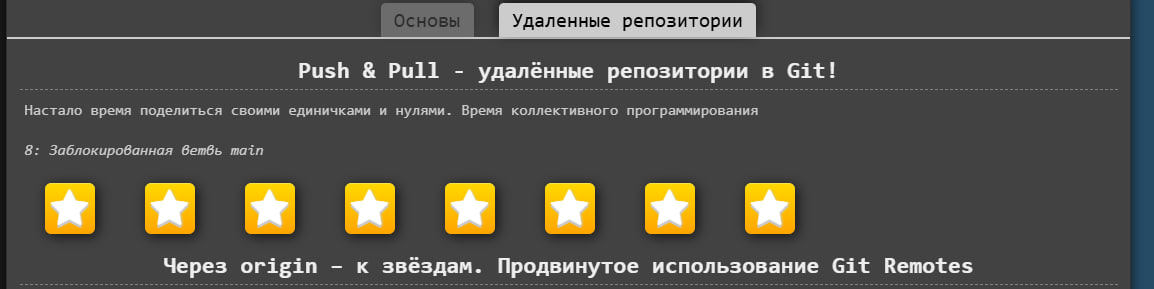 Основы Удаленные репозитории
Push & Pull - удалённые репозитории в Git!
Настало время поделиться своими единичками и нулями. Время коллективного программирования
8: Заблокированная ветвь main
Через origin – к звёздам. Продвинутое использование Git Remotes